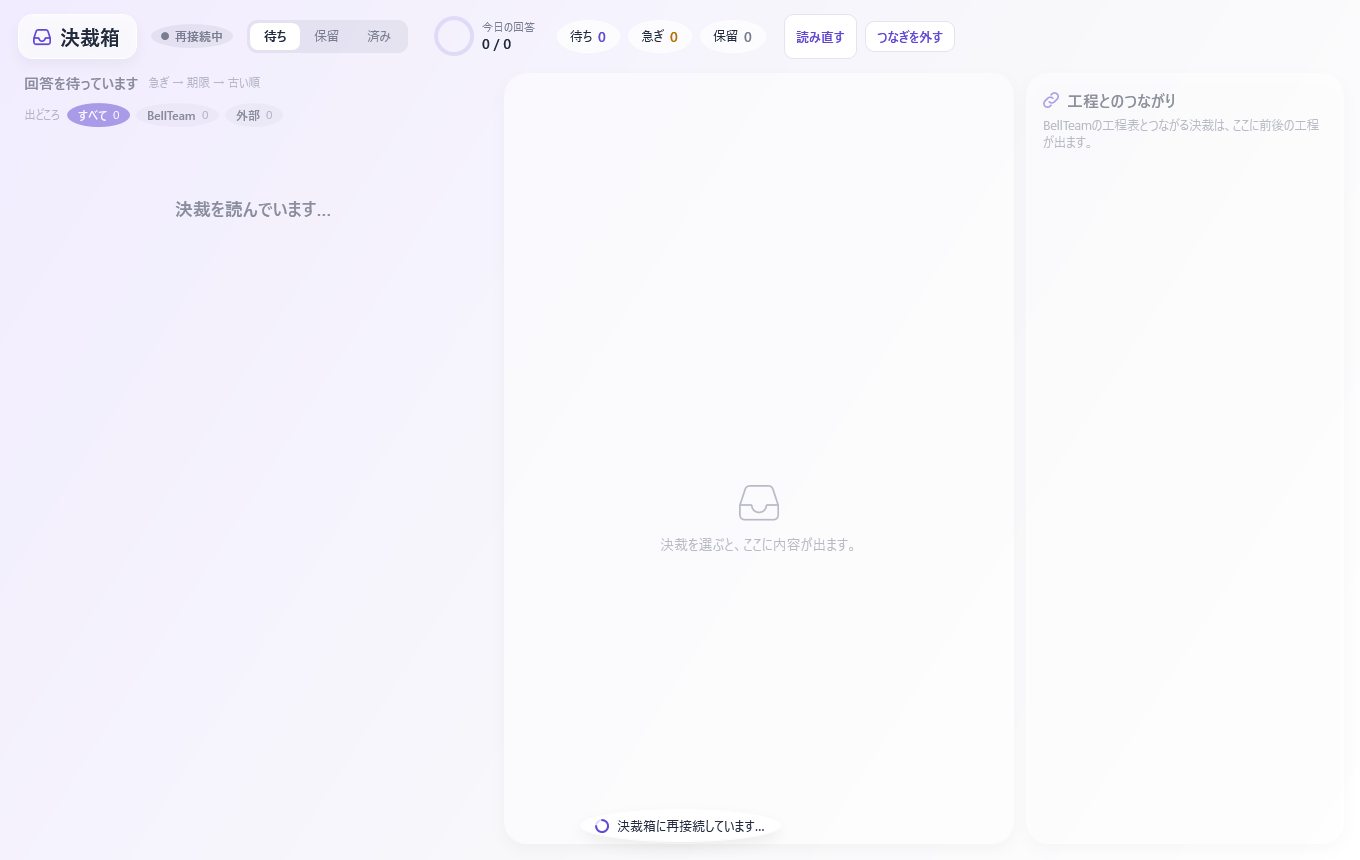 決裁箱
再接続中
待ち 保留 済み
今日の回答
0 / 0
待ち 0 急ぎ 0 保留 0
読み直す
つなぎを外す
回答を待っています 急ぎ → 期限 → 古い順
出どころ すべて 0 BellTeam 0 外部 0
決裁を読んでいます...
決裁を選ぶと、ここに内容が出ます。
工程とのつながり
BellTeamの工程表とつながる決裁は、ここに前後の工程
が出ます。
決裁箱に再接続しています...